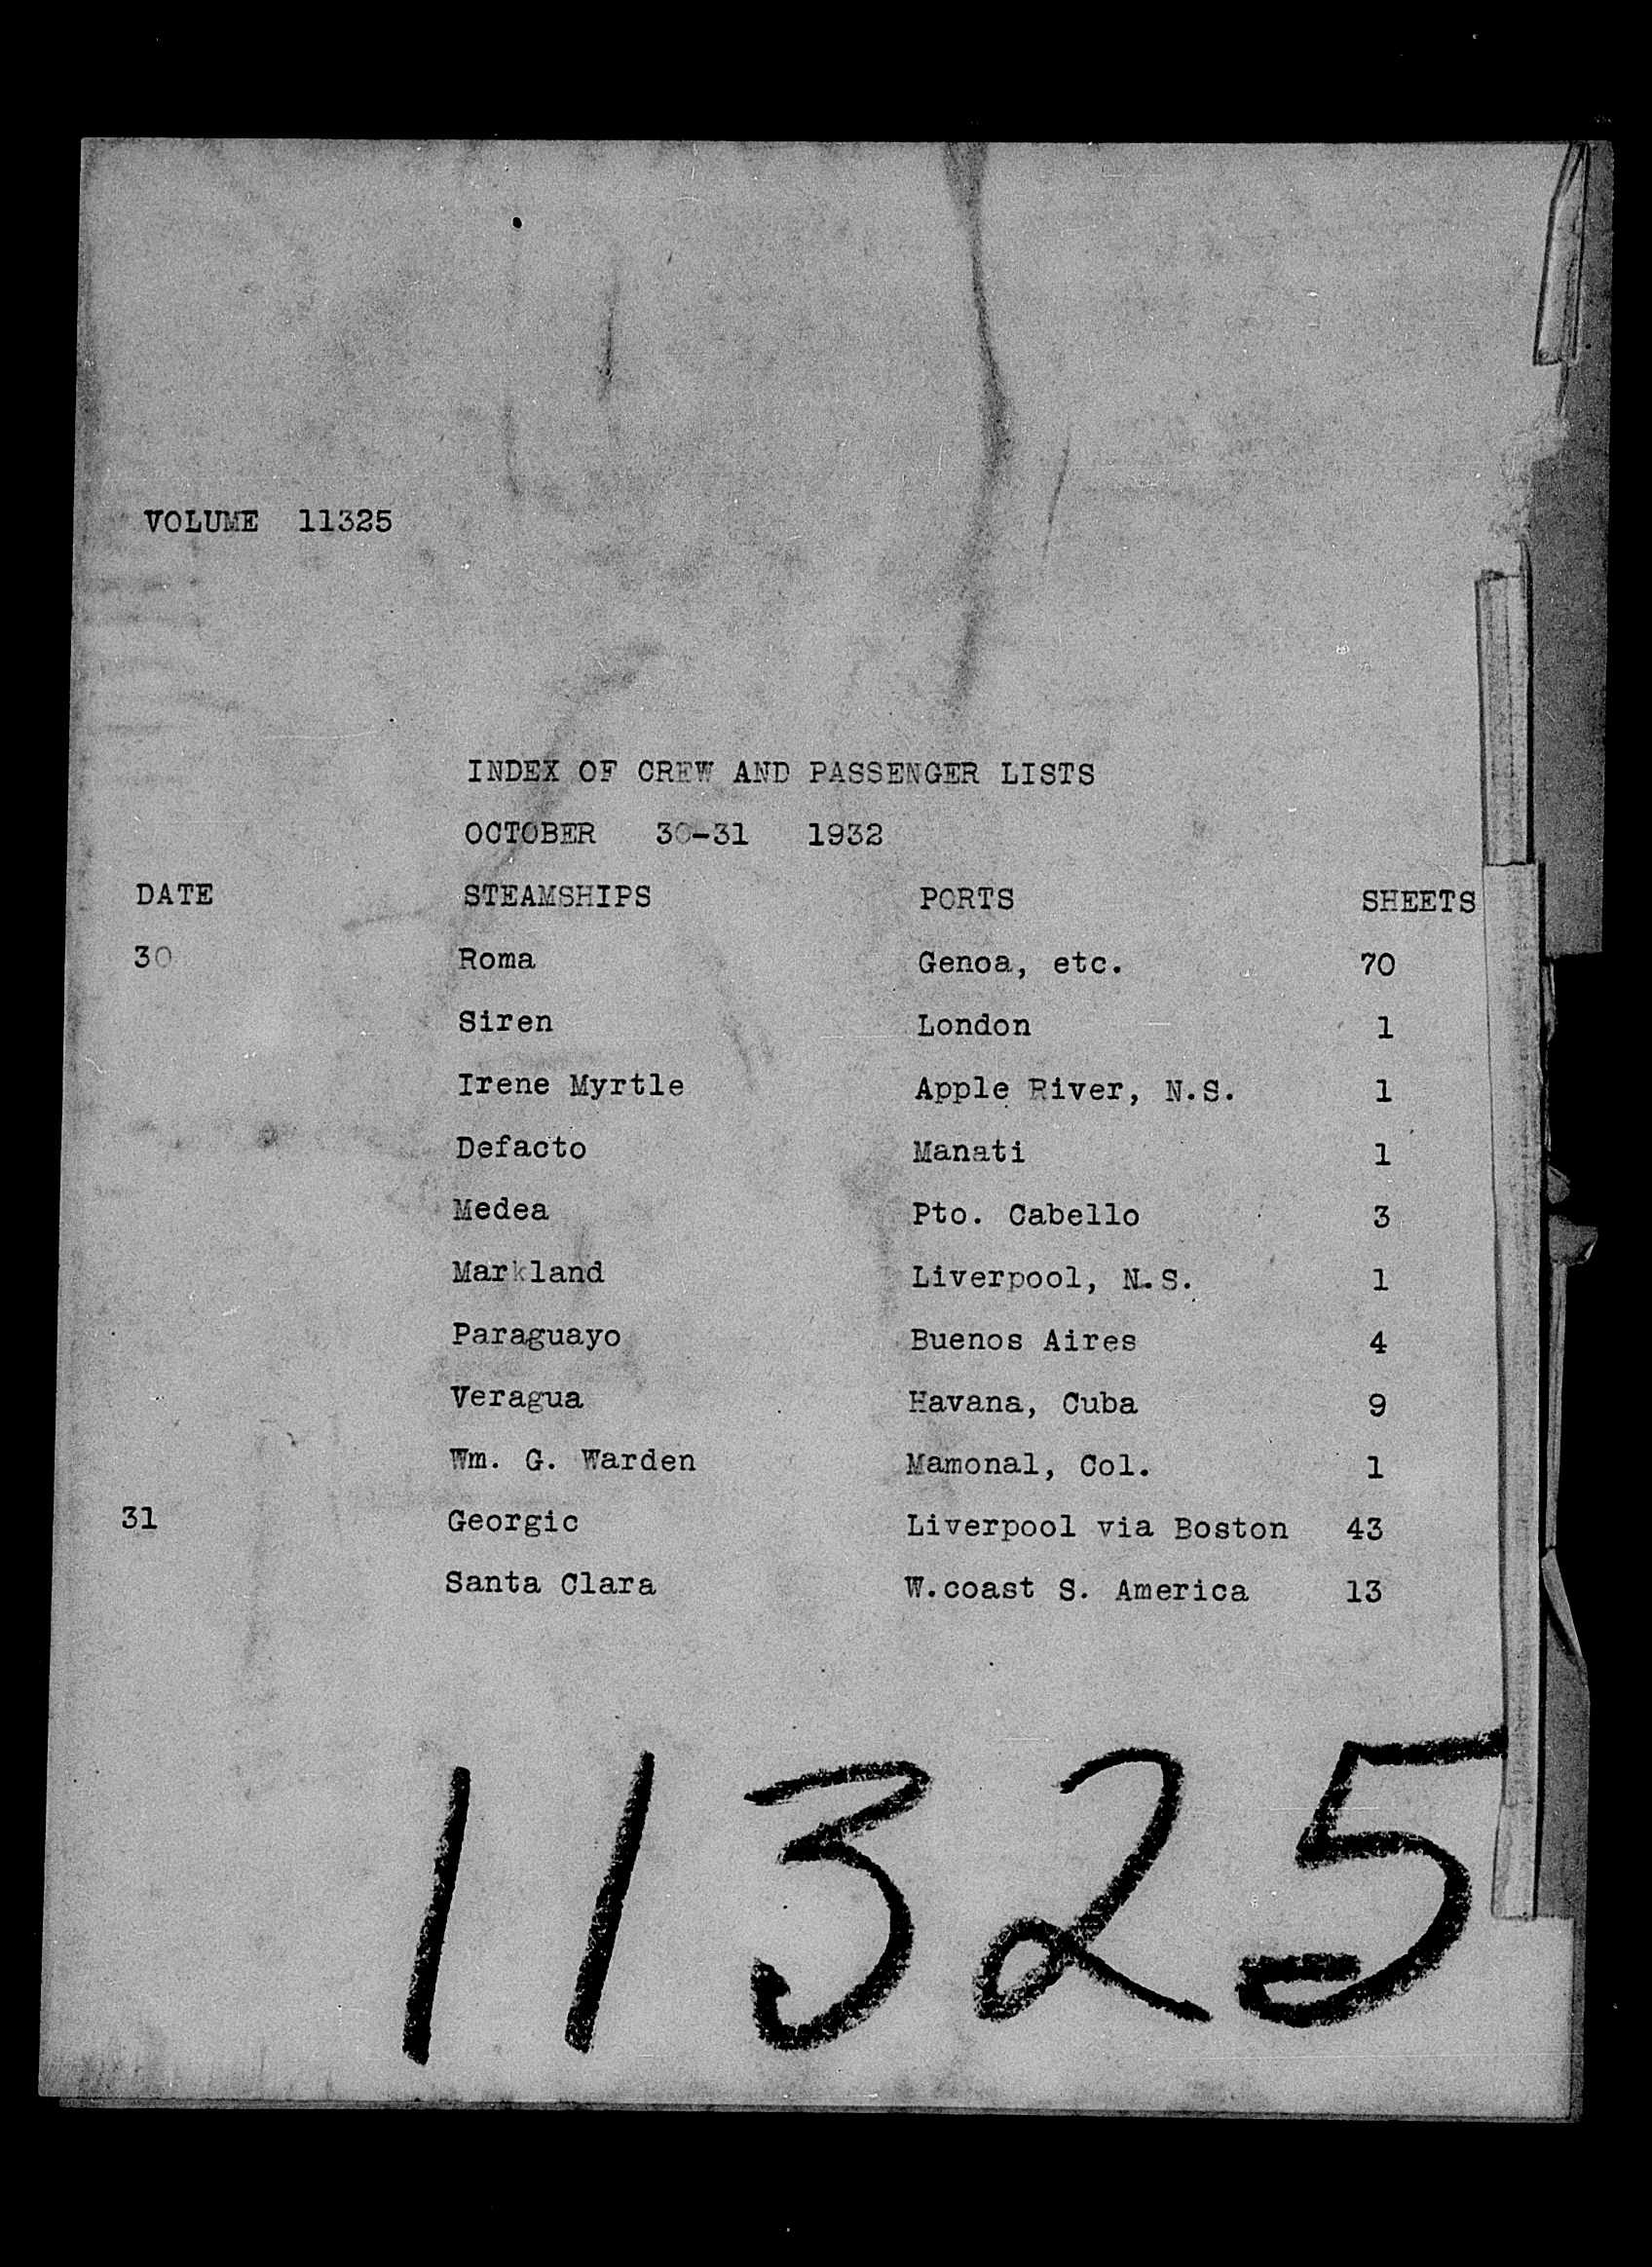 VOLUME 11325
INDEX OF CREW AND PASSENGER LISTS
OCTOBER 30-31 1932
DATE STEAMSHIPS PORTS SHEETS
30 Roma Genoa, etc. 70
Siren London 1
Irene Myrtle Apple River, N.S. 1
Defacto Manati 1
Medea Pto. Cabello 3
Markland Liverpool, N.S. 1
Paraguayo Buenos Aires 4
Veragua Havana, Cuba 9
Wm. G. Warden Mamonal, Col. 1
31 Georgic Liverpool via Boston 43
Santa Clara W.coast S. America 13
11325